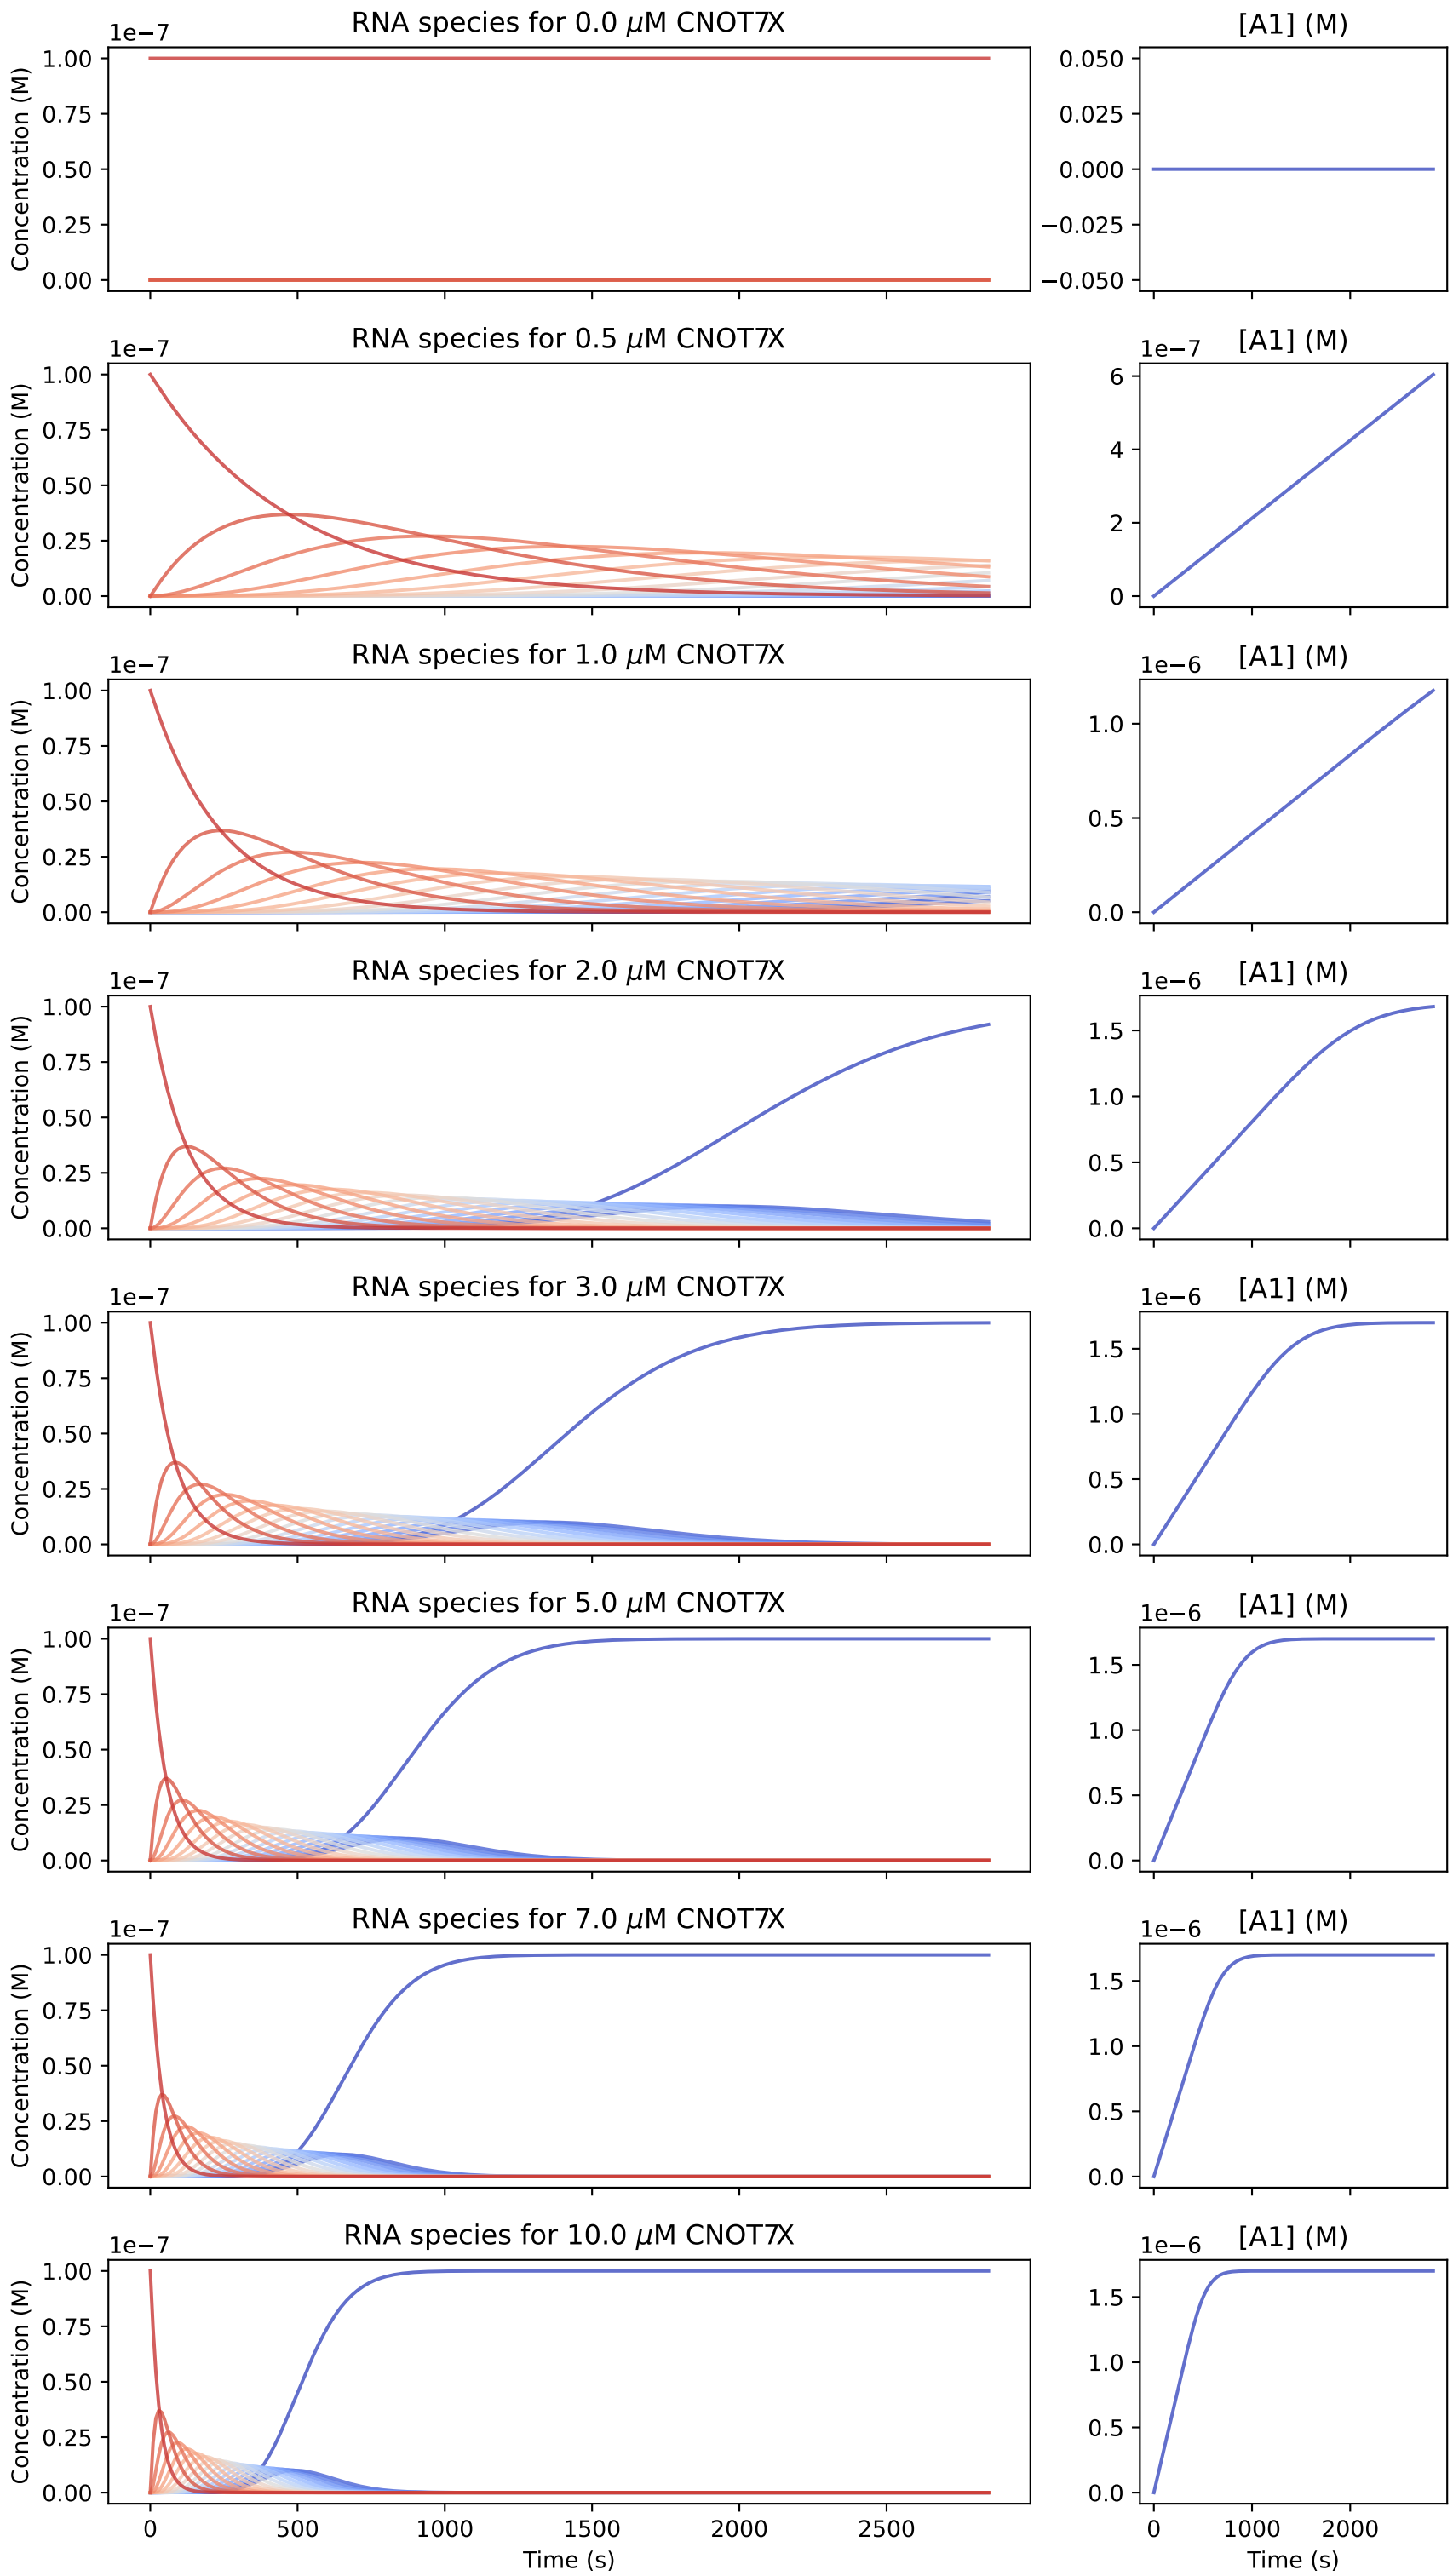 RNA species for 0.0 μM CNOT7X
[A1] (M)
1e−7
Concentration (M)
1.00
0.75
0.50
0.25
0.00
0.050
0.025
0.000
−0.025
−0.050
RNA species for 0.5 μM CNOT7X
[A1] (M)
1e−7
1e−7
Concentration (M)
1.00
0.75
0.50
0.25
0.00
6
4
2
0
RNA species for 1.0 μM CNOT7X
[A1] (M)
1e−7
1e−6
Concentration (M)
1.00
0.75
0.50
0.25
0.00
1.0
0.5
0.0
RNA species for 2.0 μM CNOT7X
[A1] (M)
1e−7
1e−6
Concentration (M)
1.00
0.75
0.50
0.25
0.00
1.5
1.0
0.5
0.0
RNA species for 3.0 μM CNOT7X
[A1] (M)
1e−7
1e−6
Concentration (M)
1.00
0.75
0.50
0.25
0.00
1.5
1.0
0.5
0.0
RNA species for 5.0 μM CNOT7X
[A1] (M)
1e−7
1e−6
Concentration (M)
1.00
0.75
0.50
0.25
0.00
1.5
1.0
0.5
0.0
RNA species for 7.0 μM CNOT7X
[A1] (M)
1e−7
1e−6
Concentration (M)
1.00
0.75
0.50
0.25
0.00
1.5
1.0
0.5
0.0
RNA species for 10.0 μM CNOT7X
[A1] (M)
1e−7
1e−6
Concentration (M)
1.00
0.75
0.50
0.25
0.00
1.5
1.0
0.5
0.0
0 500 1000 1500 2000 2500
Time (s)
0 1000 2000
Time (s)